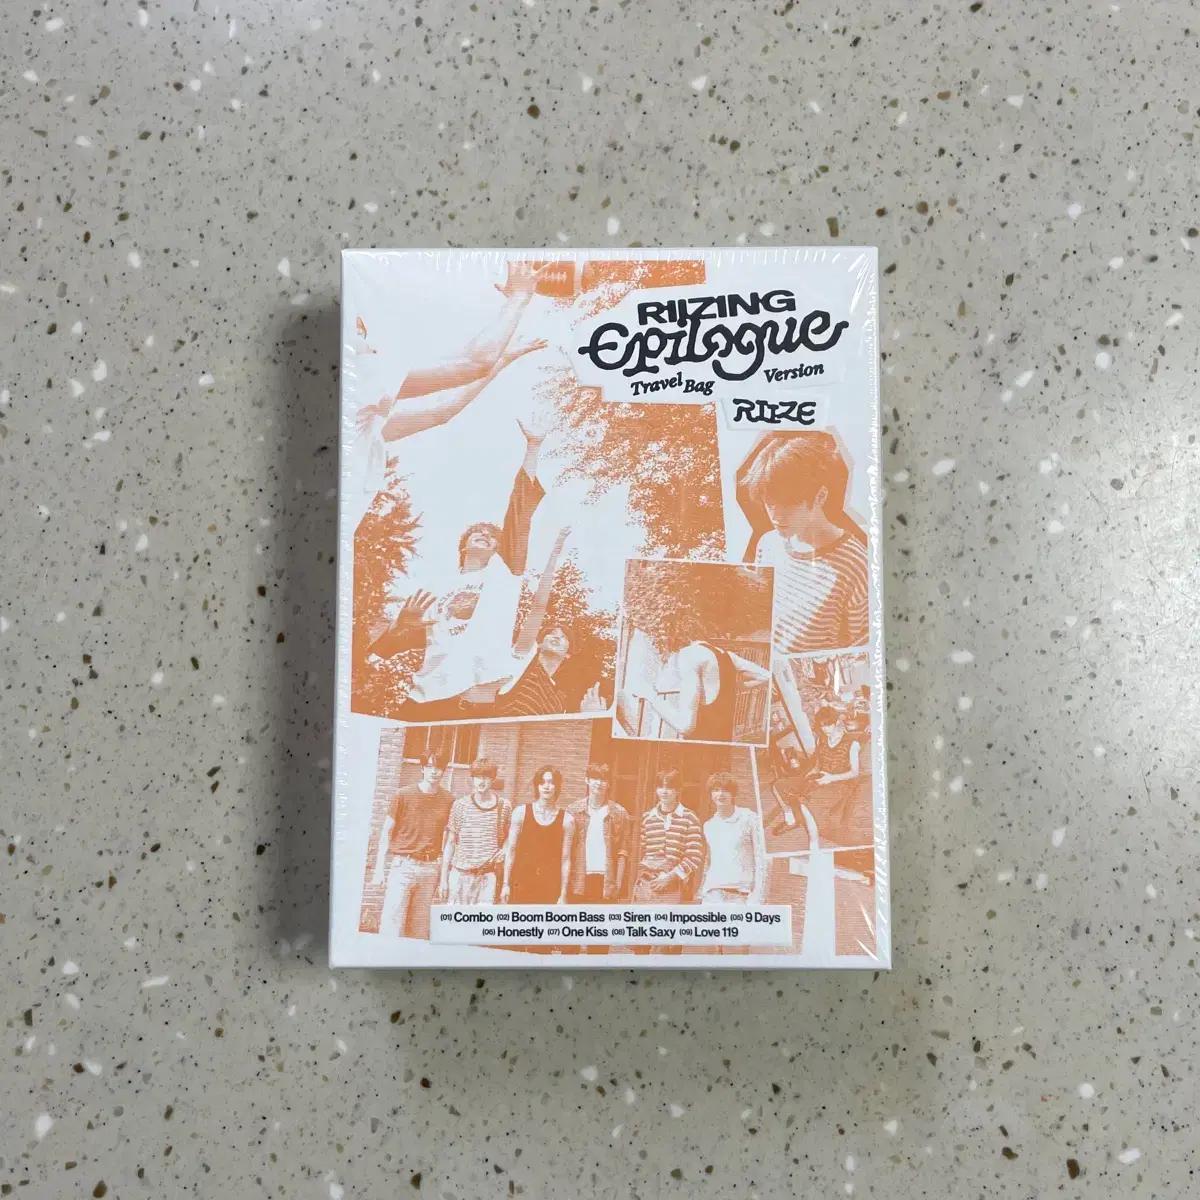 RIIZING
Epilogue
Travel Bag Version
RIIZE
(01) Combo (02) Boom Boom Bass (03) Siren (04) Impossible (05) 9 Days
(06) Honestly (07) One Kiss (08) Talk Saxy (09) Love 119